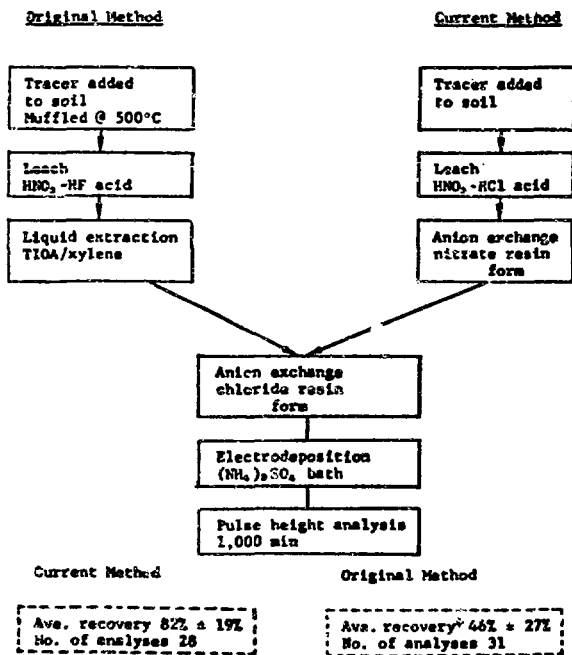 Original Method
Current Method
Tracer added
to soil
Muffled @ 500°C
Tracer added
to soil
Leach
HNO₃-HF acid
Leach
HNO₃-HCl acid
Liquid extraction
TIOA/xylene
Anion exchange
nitrate resin
form
Anion exchange
chloride resin
form
Electrodeposition
(NH₄)₂SO₄ bath
Pulse height analysis
1,000 min
Current Method
Original Method
Ave. recovery 82% ± 19%
No. of analyses 28
Ave. recovery 46% ± 27%
No. of analyses 31